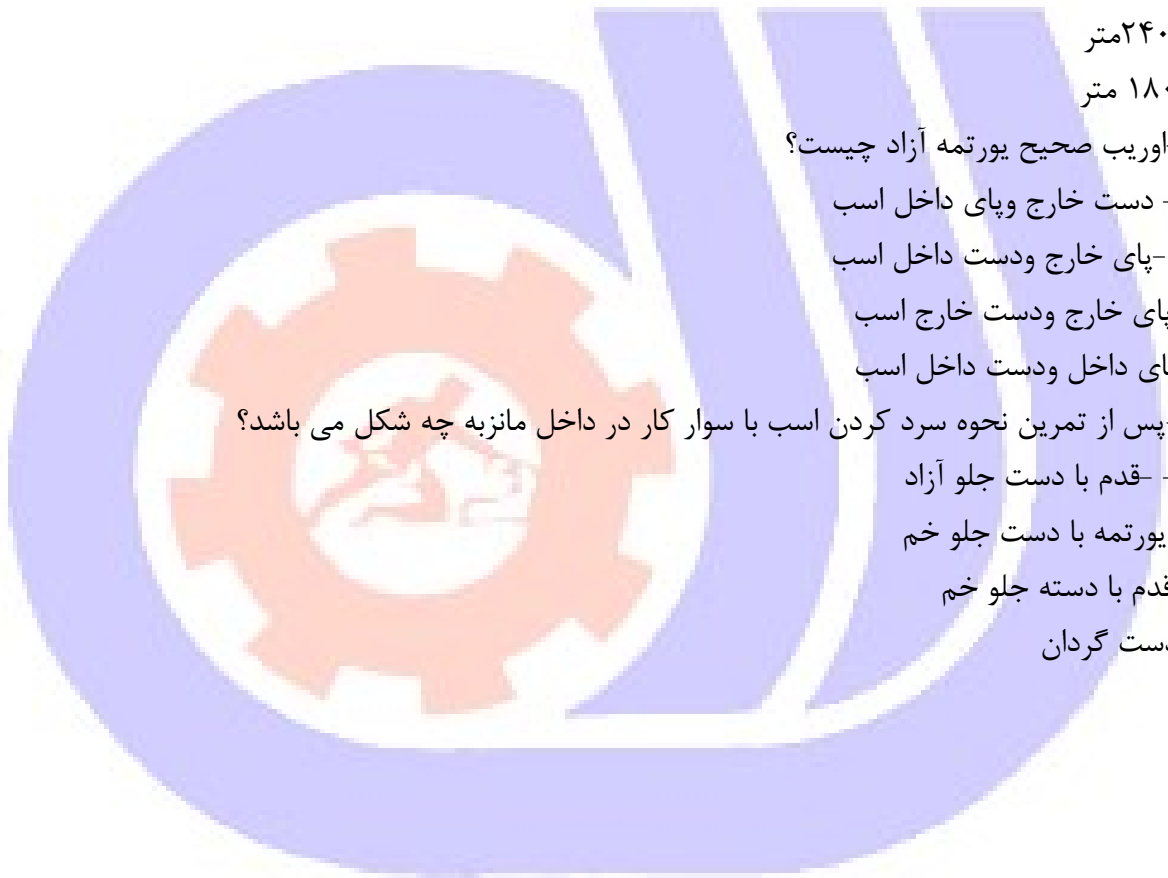 ۲۴۰متر
۱۸۰ متر
اوریب صحیح یورتمه آزاد چیست؟
- دست خارج وپای داخل اسب
-پای خارج ودست داخل اسب
پای خارج ودست خارج اسب
پای داخل ودست داخل اسب
پس از تمرین نحوه سرد کردن اسب با سوار کار در داخل مانزبه چه شکل می باشد؟
- -قدم با دست جلو آزاد
یورتمه با دست جلو خم
قدم با دسته جلو خم
دست گردان